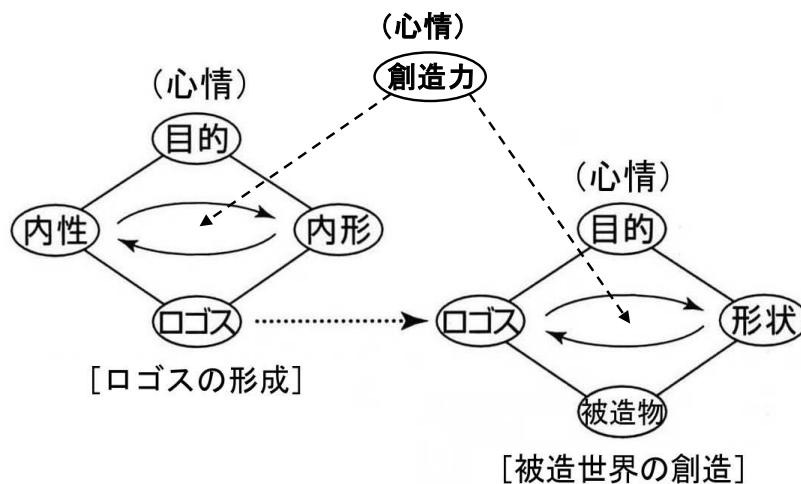 (心情)
創造力
(心情)
目的
内性
内形
ロゴス
[ロゴスの形成]
(心情)
目的
ロゴス
形状
被造物
[被造世界の創造]